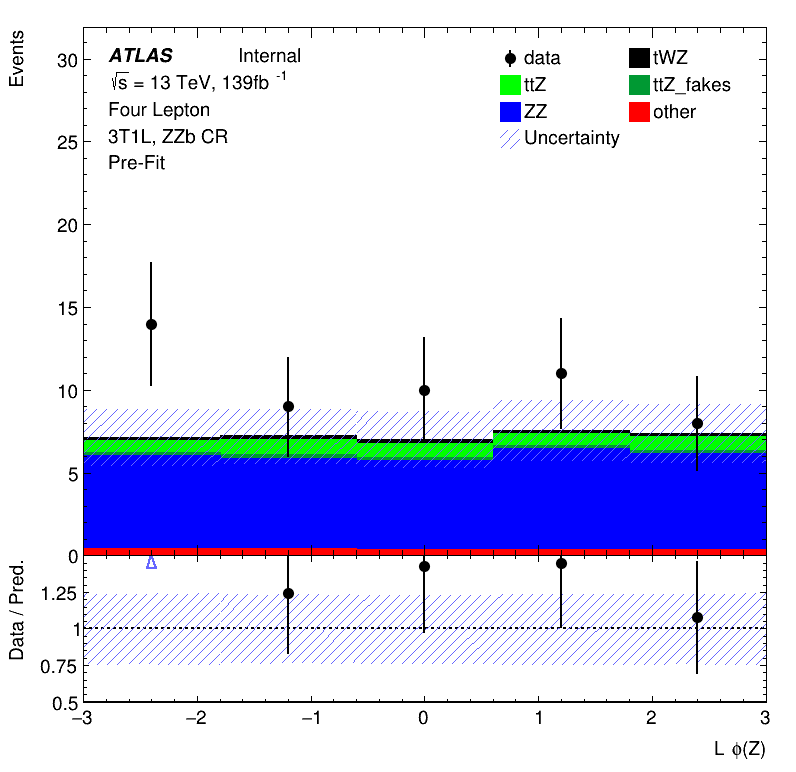 Events
30
25
20
15
10
5
0
ATLAS Internal
√s = 13 TeV, 139fb -1
Four Lepton
3T1L, ZZb CR
Pre-Fit
data
tWZ
ttZ
ttZ_fakes
ZZ
other
Uncertainty
Data / Pred.
1.25
1
0.75
0.5
−3 −2 −1 0 1 2 3
L ϕ(Z)